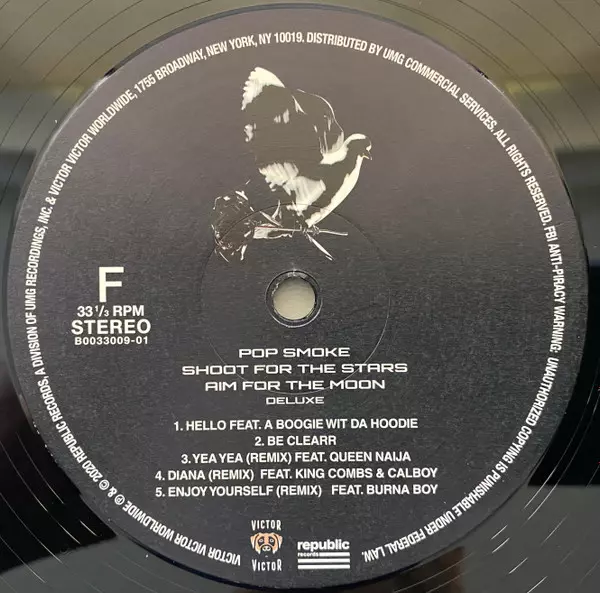 VICTOR VICTOR WORLDWIDE ℗ & © 2020 REPUBLIC RECORDS, A DIVISION OF UMG RECORDINGS, INC. & VICTOR VICTOR WORLDWIDE, 1755 BROADWAY, NEW YORK, NY 10019. DISTRIBUTED BY UMG COMMERCIAL SERVICES. ALL RIGHTS RESERVED. FBI ANTI-PIRACY WARNING: UNAUTHORIZED COPYING IS PUNISHABLE UNDER FEDERAL LAW.
F
33 1/3 RPM
STEREO
B0033009-01
POP SMOKE
SHOOT FOR THE STARS
AIM FOR THE MOON
DELUXE
1. HELLO FEAT. A BOOGIE WIT DA HOODIE
2. BE CLEARR
3. YEA YEA (REMIX) FEAT. QUEEN NAIJA
4. DIANA (REMIX) FEAT. KING COMBS & CALBOY
5. ENJOY YOURSELF (REMIX) FEAT. BURNA BOY
VICTOR
VICTOR
republic
records